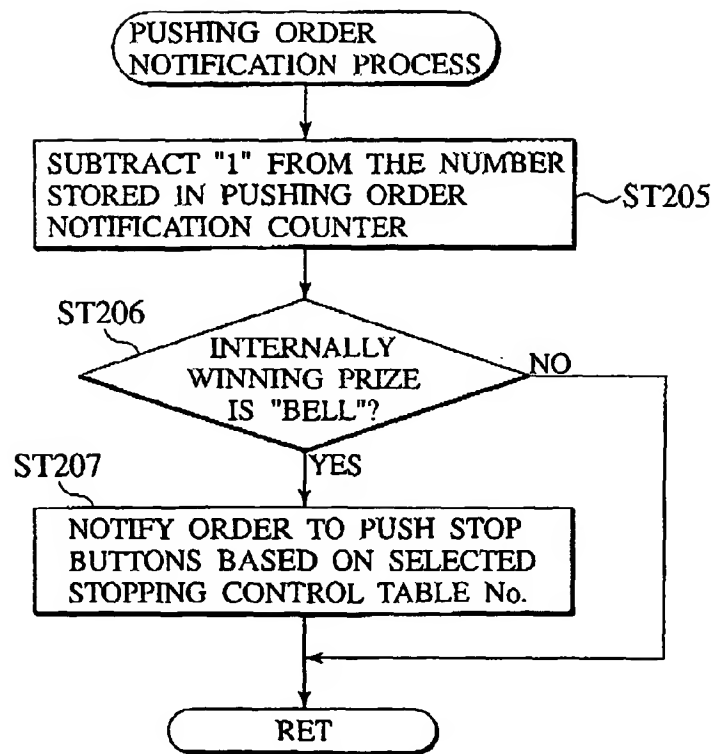 PUSHING ORDER
NOTIFICATION PROCESS
SUBTRACT "1" FROM THE NUMBER
STORED IN PUSHING ORDER
NOTIFICATION COUNTER
ST205
ST206
INTERNALLY
WINNING PRIZE
IS "BELL"?
NO
YES
ST207
NOTIFY ORDER TO PUSH STOP
BUTTONS BASED ON SELECTED
STOPPING CONTROL TABLE No.
RET